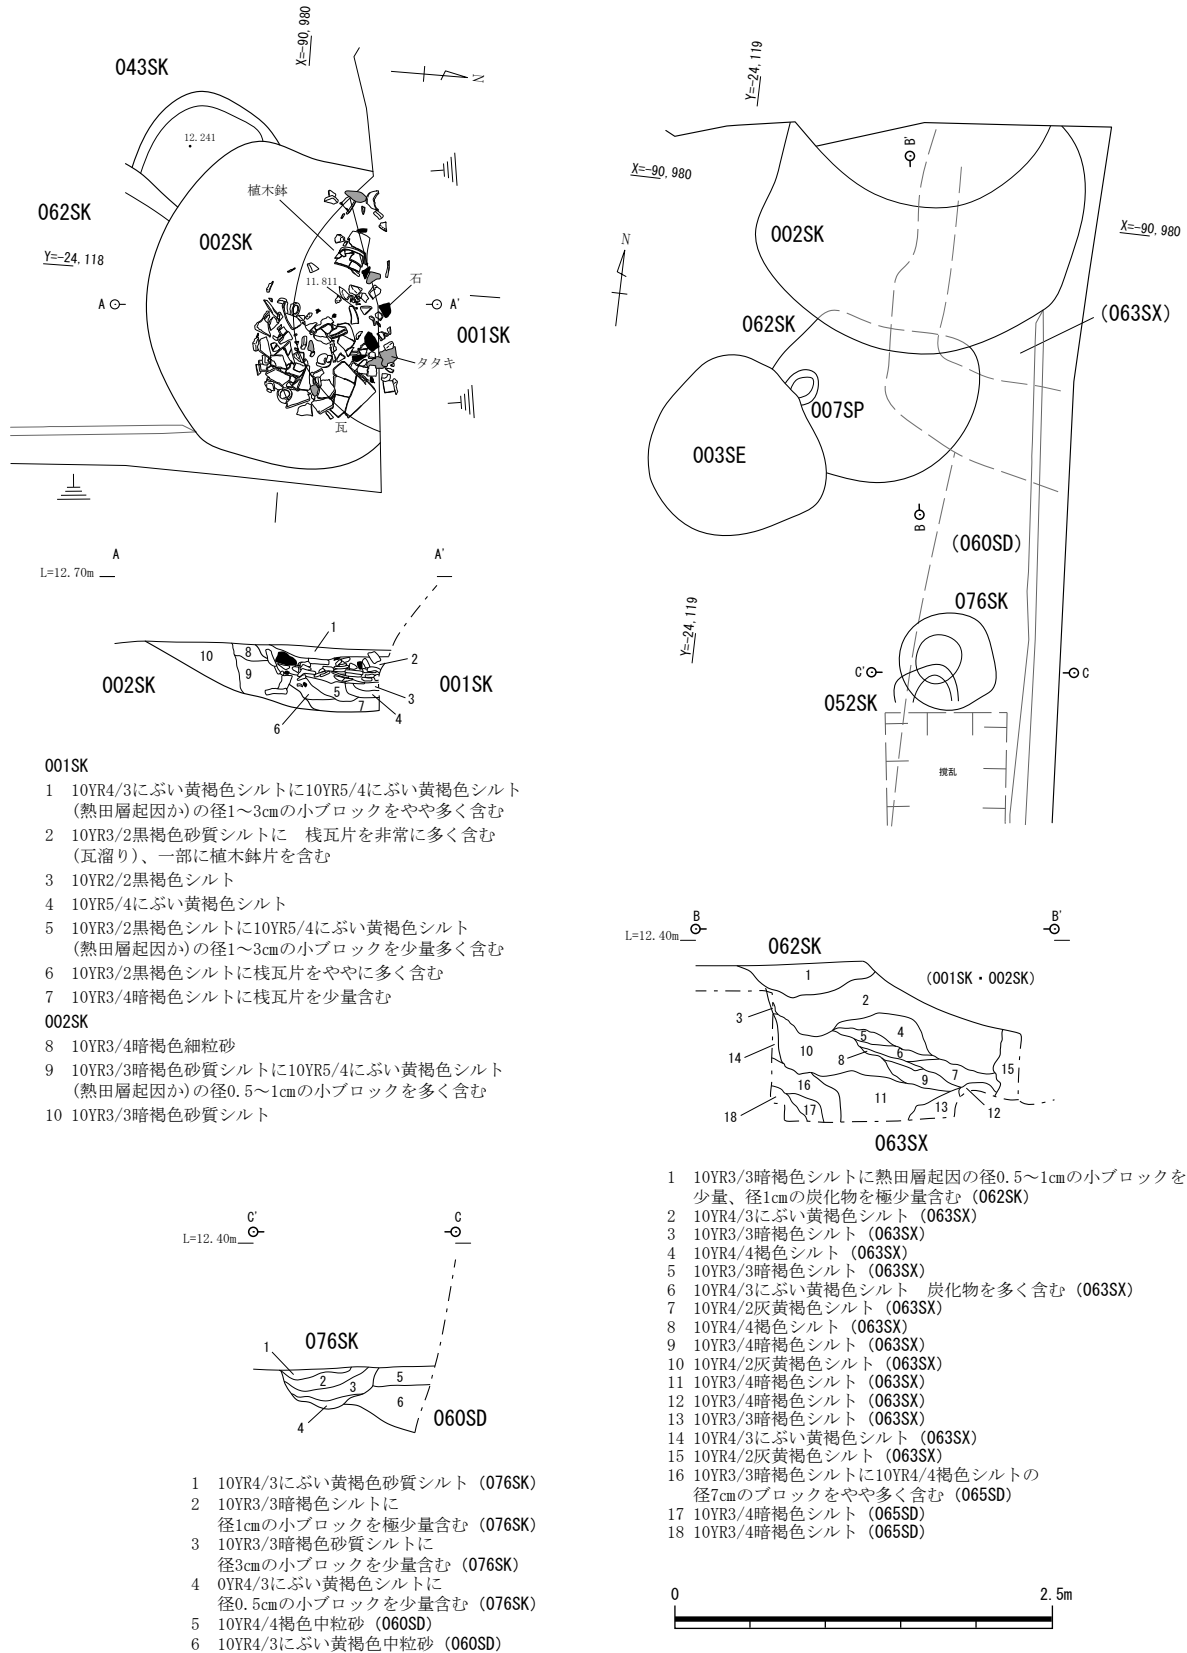 043SK
X=-90,980
N
12.241
植木鉢
062SK
002SK
Y=-24,118
11.811
石
A
A'
001SK
タタキ
瓦
Y=-24,119
B'
X=-90,980
002SK
X=-90,980
N
062SK
(063SX)
007SP
003SE
B
(060SD)
Y=-24,119
076SK
C'
C
052SK
撹乱
A
A'
L=12.70m
1
8
10
9
2
002SK
001SK
3
5
7
4
6
001SK
1 10YR4/3にぶい黄褐色シルトに10YR5/4にぶい黄褐色シルト
(熱田層起因か)の径1～3cmの小ブロックをやや多く含む
2 10YR3/2黒褐色砂質シルトに 桟瓦片を非常に多く含む
(瓦溜り)、一部に植木鉢片を含む
3 10YR2/2黒褐色シルト
4 10YR5/4にぶい黄褐色シルト
5 10YR3/2黒褐色シルトに10YR5/4にぶい黄褐色シルト
(熱田層起因か)の径1～3cmの小ブロックを少量多く含む
6 10YR3/2黒褐色シルトに桟瓦片をややに多く含む
7 10YR3/4暗褐色シルトに桟瓦片を少量含む
002SK
8 10YR3/4暗褐色細粒砂
9 10YR3/3暗褐色砂質シルトに10YR5/4にぶい黄褐色シルト
(熱田層起因か)の径0.5～1cmの小ブロックを多く含む
10 10YR3/3暗褐色砂質シルト
B
B'
L=12.40m
062SK
1
(001SK・002SK)
2
3
4
5
10
6
14
8
7
15
9
16
11
13
12
17
18
063SX
1 10YR3/3暗褐色シルトに熱田層起因の径0.5～1cmの小ブロックを
少量、径1cmの炭化物を極少量含む (062SK)
2 10YR4/3にぶい黄褐色シルト (063SX)
3 10YR3/3暗褐色シルト (063SX)
4 10YR4/4褐色シルト (063SX)
5 10YR3/3暗褐色シルト (063SX)
6 10YR4/3にぶい黄褐色シルト 炭化物を多く含む (063SX)
7 10YR4/2灰黄褐色シルト (063SX)
8 10YR4/4褐色シルト (063SX)
9 10YR3/4暗褐色シルト (063SX)
10 10YR4/2灰黄褐色シルト (063SX)
11 10YR3/4暗褐色シルト (063SX)
12 10YR3/4暗褐色シルト (063SX)
13 10YR3/3暗褐色シルト (063SX)
14 10YR4/3にぶい黄褐色シルト (063SX)
15 10YR4/2灰黄褐色シルト (063SX)
16 10YR3/3暗褐色シルトに10YR4/4褐色シルトの
径7cmのブロックをやや多く含む (065SD)
17 10YR3/4暗褐色シルト (065SD)
18 10YR3/4暗褐色シルト (065SD)
C'
C
L=12.40m
076SK
1
2
3
5
6
4
060SD
1 10YR4/3にぶい黄褐色砂質シルト (076SK)
2 10YR3/3暗褐色シルトに
径1cmの小ブロックを極少量含む (076SK)
3 10YR3/3暗褐色砂質シルトに
径3cmの小ブロックを少量含む (076SK)
4 0YR4/3にぶい黄褐色シルトに
径0.5cmの小ブロックを少量含む (076SK)
5 10YR4/4褐色中粒砂 (060SD)
6 10YR4/3にぶい黄褐色中粒砂 (060SD)
0
2.5m